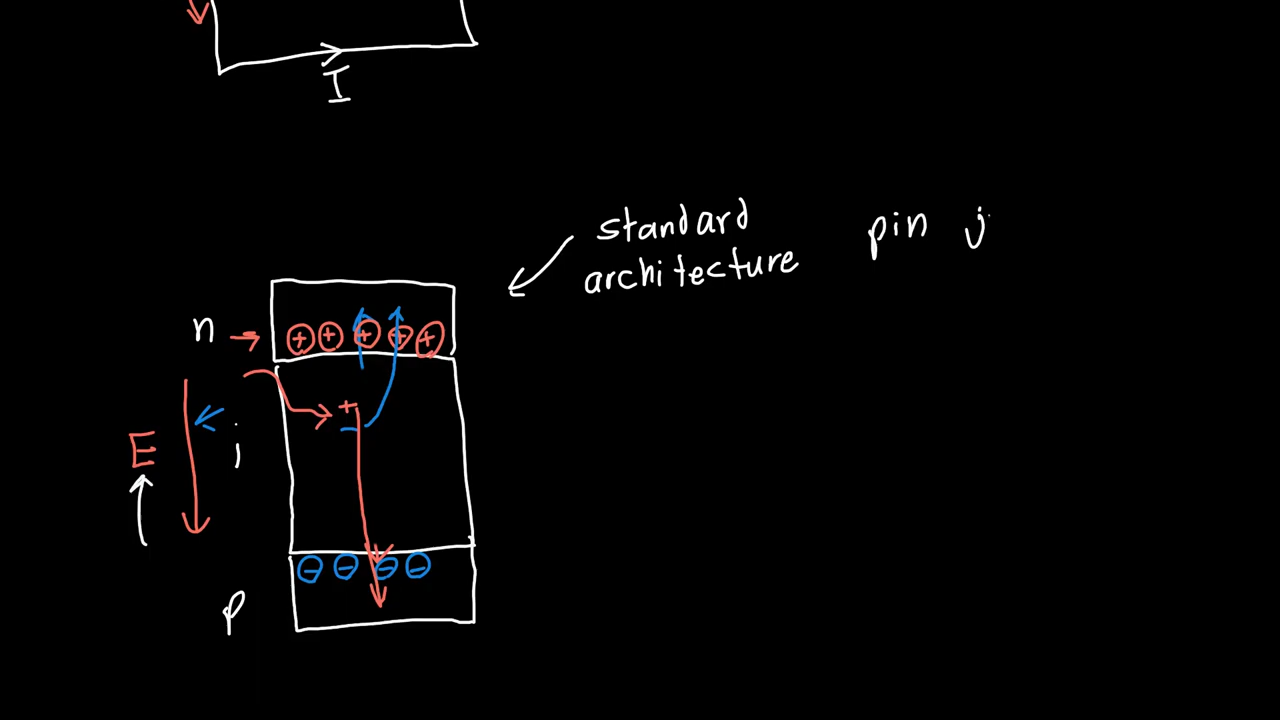 I
standard pin j
architecture
n
+ + + + +
+
−
E
i
− − − −
p